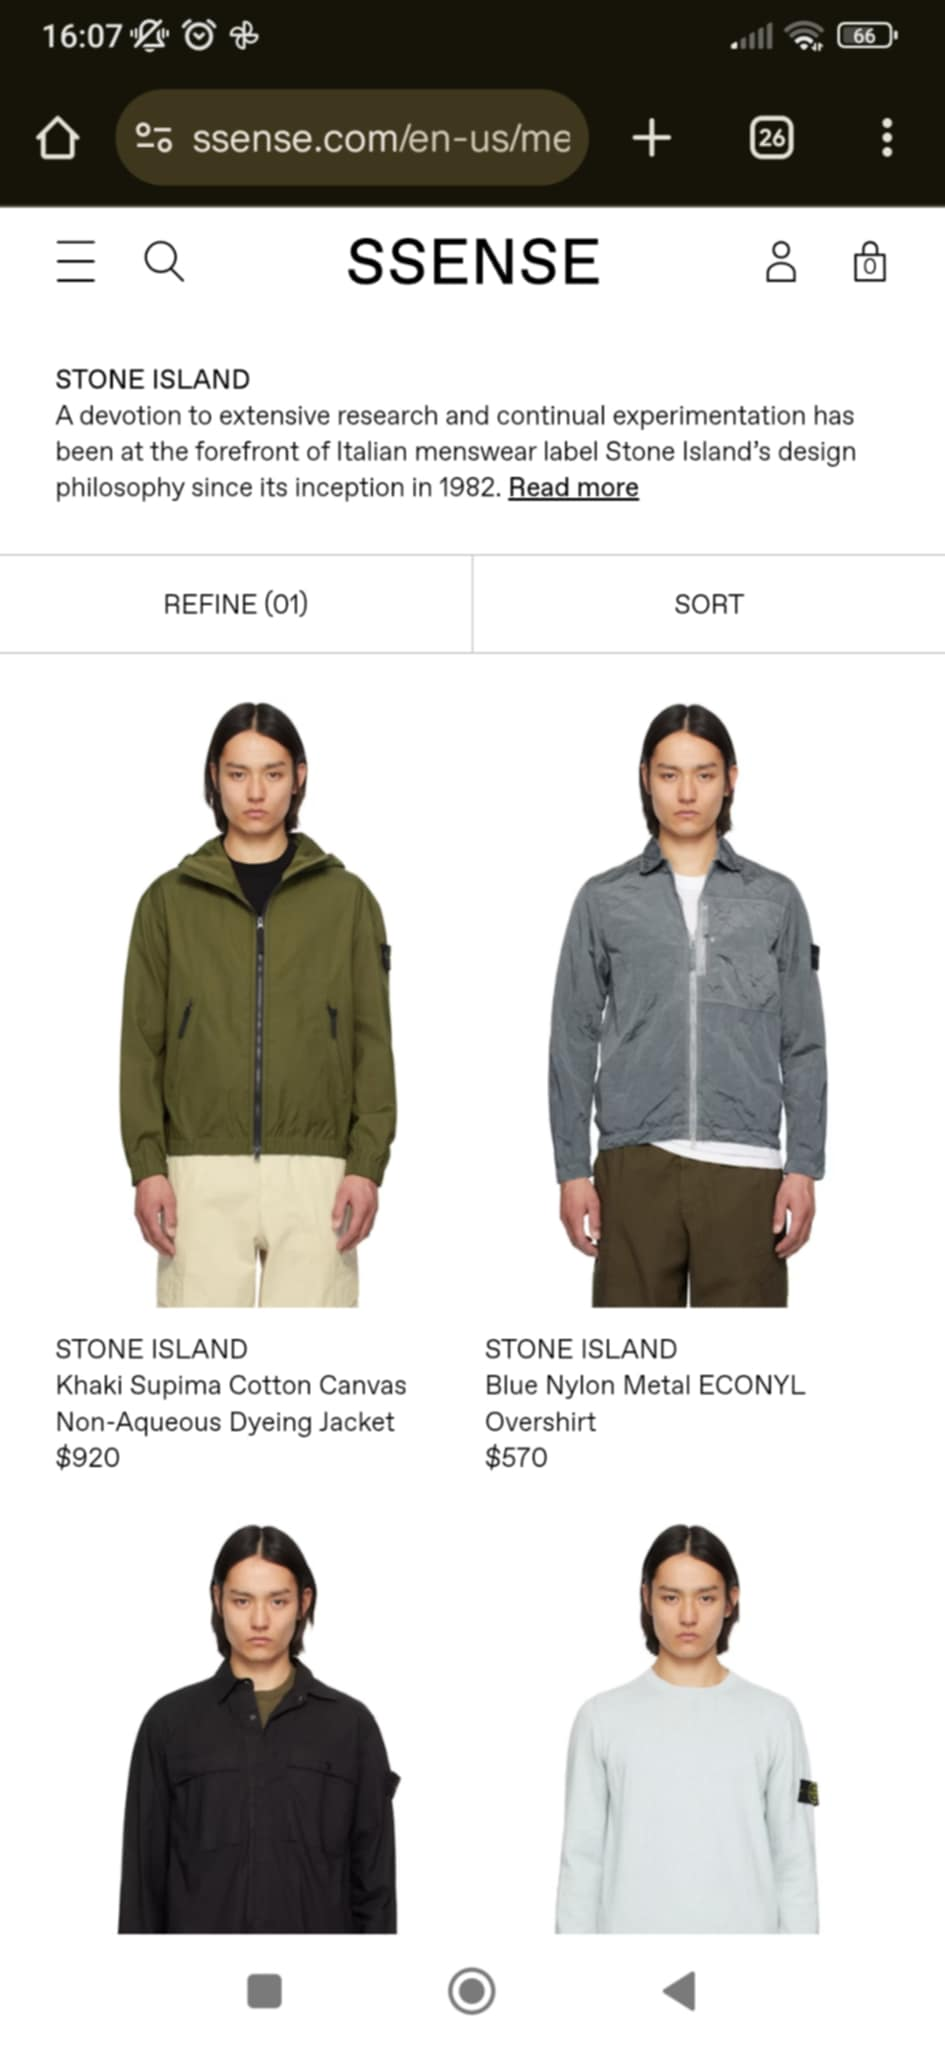 16:07
66
ssense.com/en-us/me
26
SSENSE
0
STONE ISLAND
A devotion to extensive research and continual experimentation has
been at the forefront of Italian menswear label Stone Island’s design
philosophy since its inception in 1982. Read more
REFINE (01)
SORT
STONE ISLAND
Khaki Supima Cotton Canvas
Non-Aqueous Dyeing Jacket
$920
STONE ISLAND
Blue Nylon Metal ECONYL
Overshirt
$570